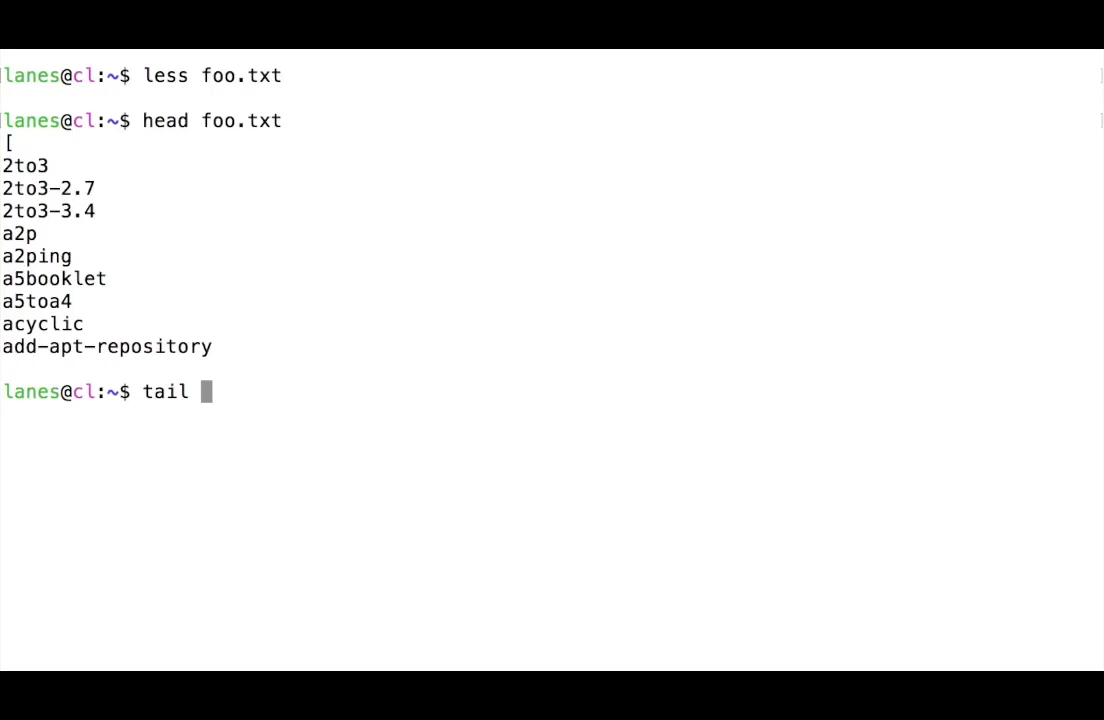 lanes@cl:~$ less foo.txt
lanes@cl:~$ head foo.txt
[
2to3
2to3-2.7
2to3-3.4
a2p
a2ping
a5booklet
a5toa4
acyclic
add-apt-repository
lanes@cl:~$ tail